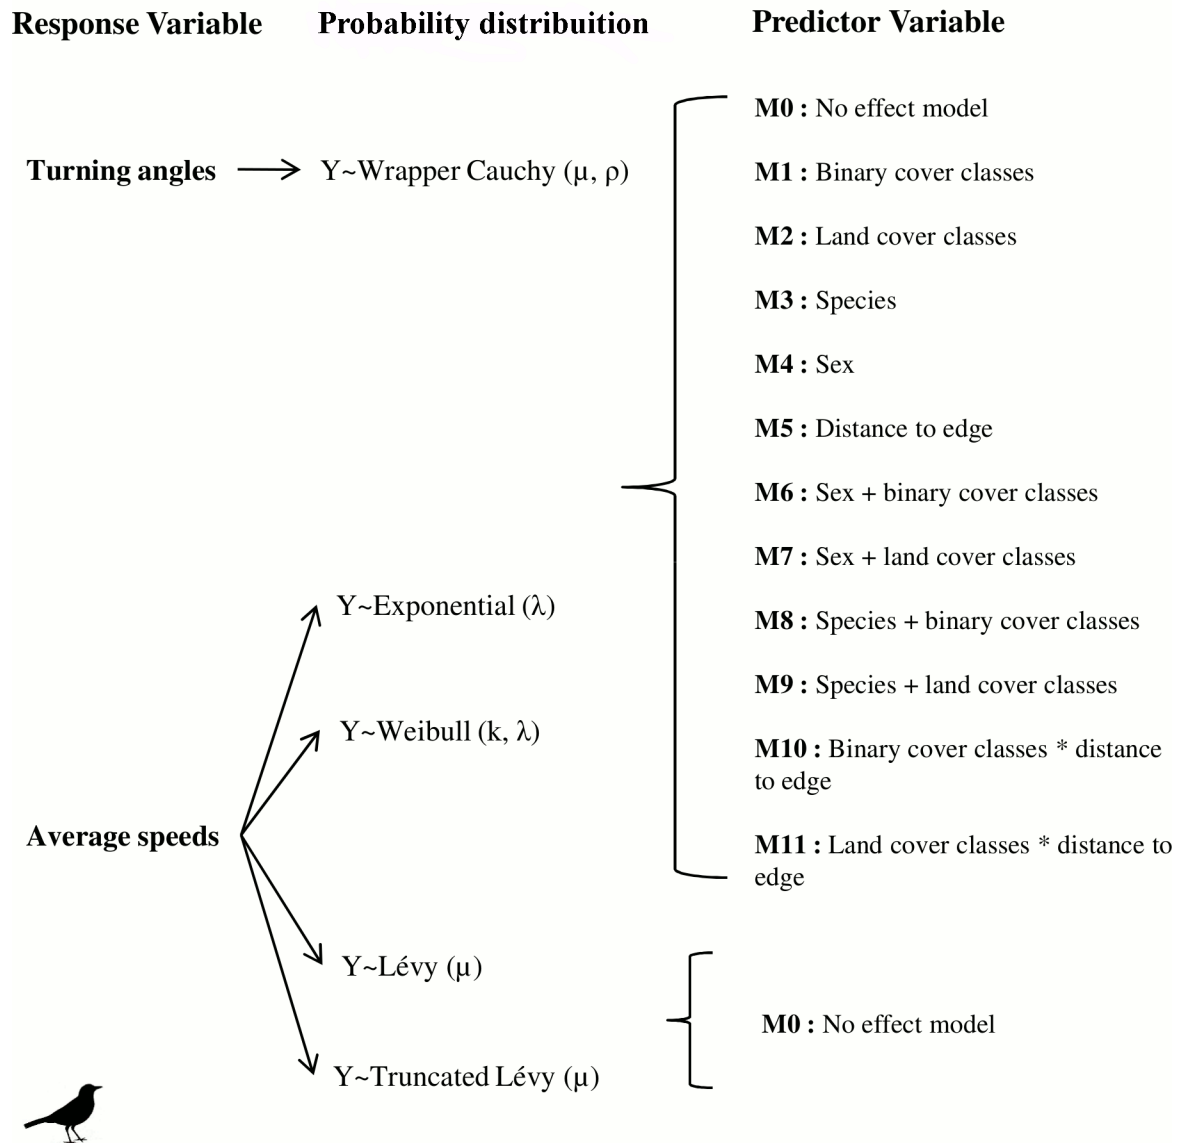 Response Variable
Probability distribuition
Predictor Variable
Turning angles
Y~Wrapper Cauchy (μ, ρ)
M0 : No effect model
M1 : Binary cover classes
M2 : Land cover classes
M3 : Species
M4 : Sex
M5 : Distance to edge
M6 : Sex + binary cover classes
M7 : Sex + land cover classes
M8 : Species + binary cover classes
M9 : Species + land cover classes
M10 : Binary cover classes * distance
to edge
M11 : Land cover classes * distance to
edge
Average speeds
Y~Exponential (λ)
Y~Weibull (k, λ)
Y~Lévy (μ)
Y~Truncated Lévy (μ)
M0 : No effect model